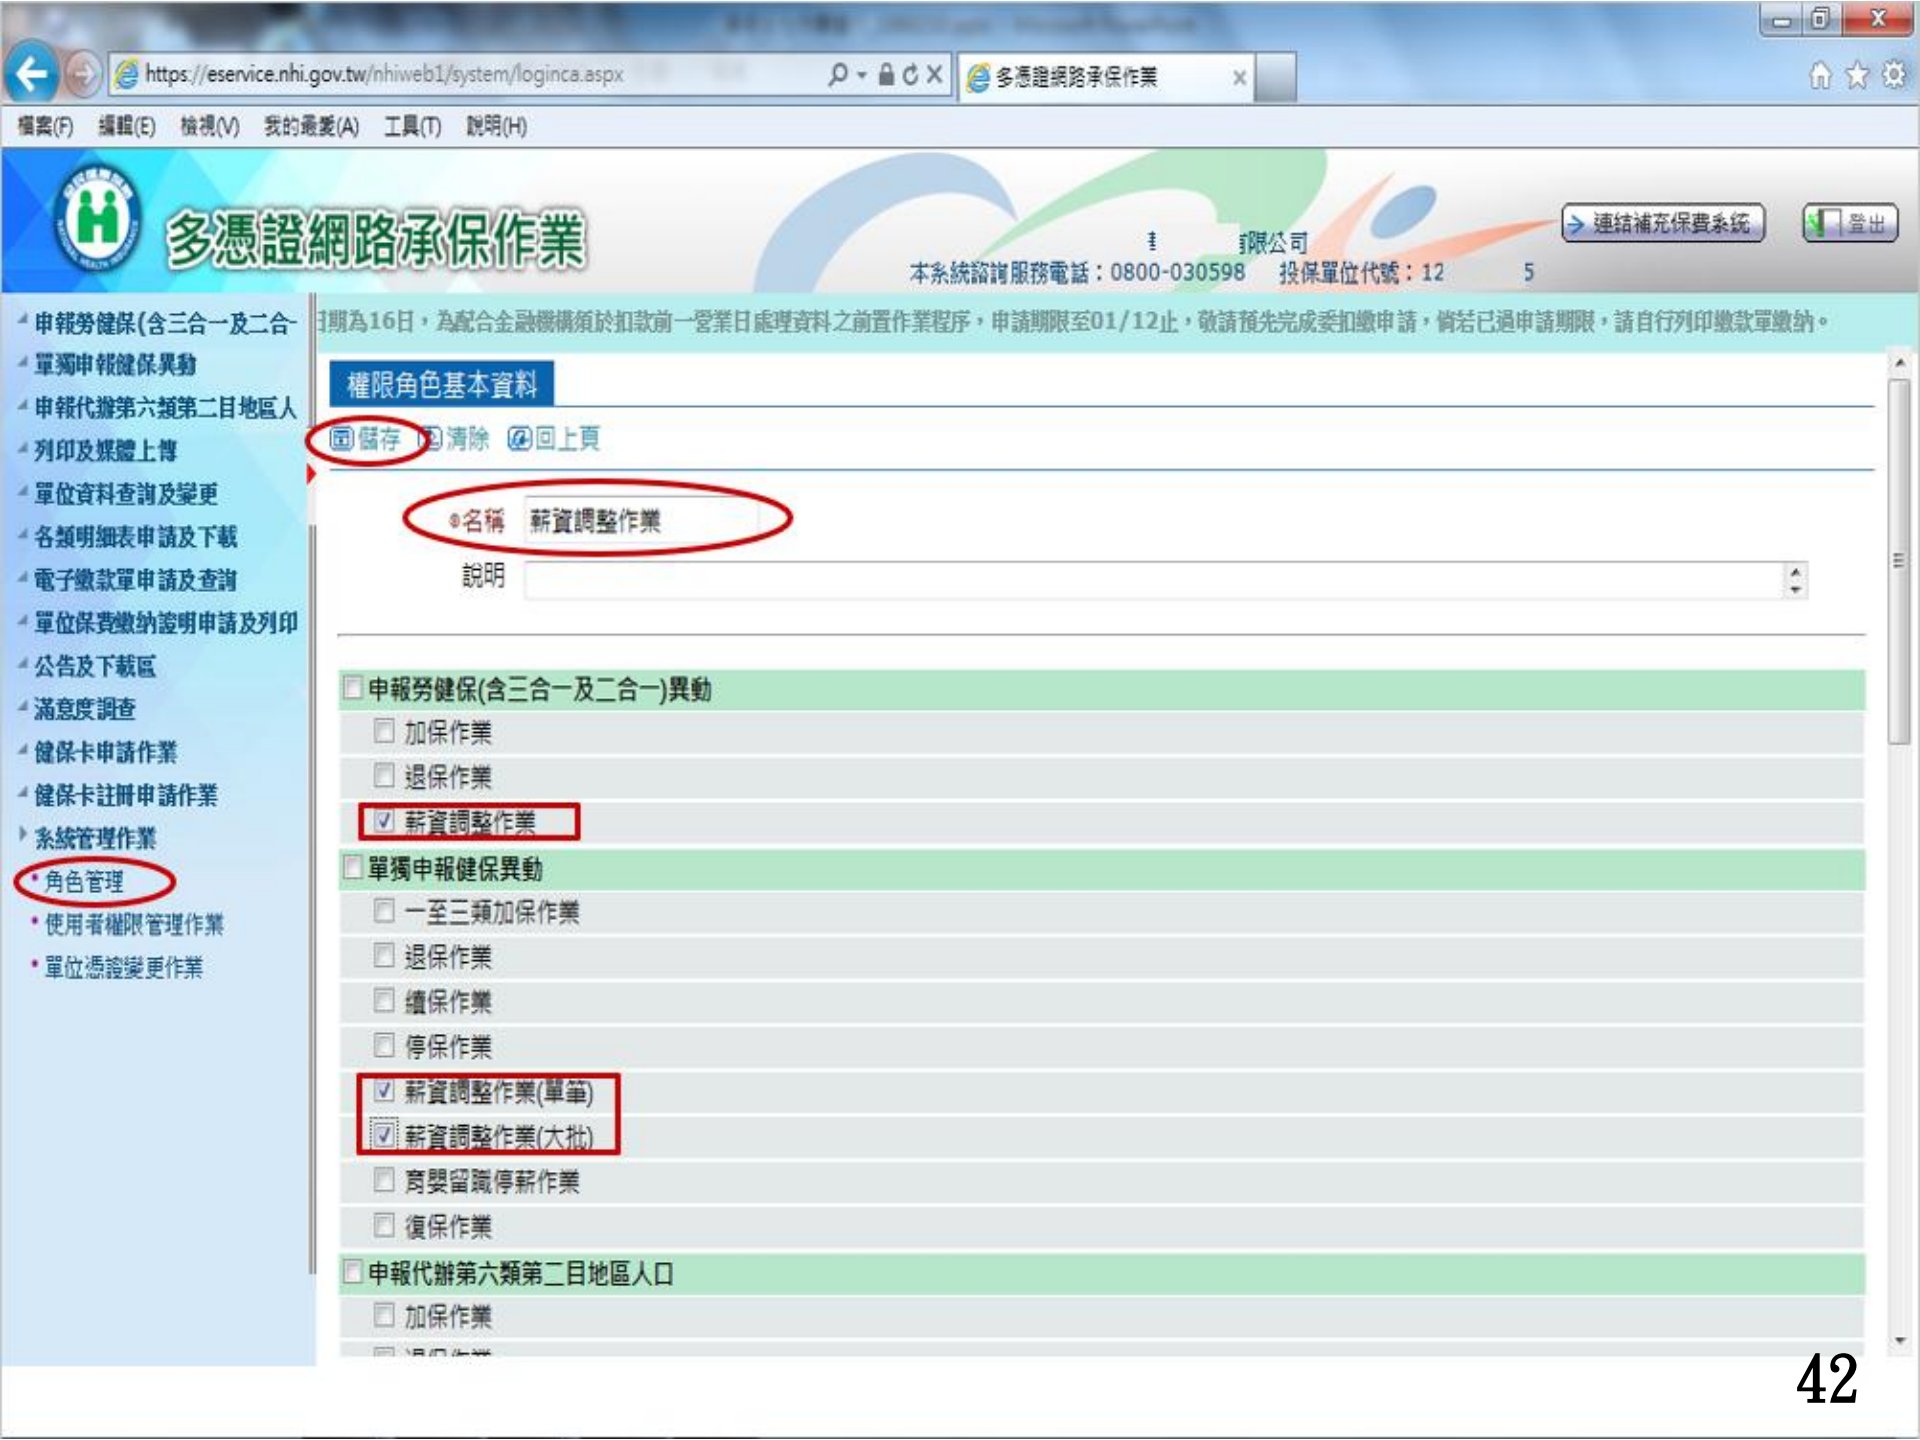 https://eservice.nhi.gov.tw/nhiweb1/system/loginca.aspx
多憑證網路承保作業
檔案(F) 編輯(E) 檢視(V) 我的最愛(A) 工具(T) 說明(H)
多憑證網路承保作業
有限公司
連結補充保費系統
登出
本系統諮詢服務電話：0800-030598 投保單位代號：12 5
日期為16日，為配合金融機構須於扣款前一營業日處理資料之前置作業程序，申請期限至01/12止，敬請預先完成委扣繳申請，倘若已過申請期限，請自行列印繳款單繳納。
申報勞健保(含三合一及二合一
單獨申報健保異動
申報代辦第六類第二目地區人
列印及媒體上傳
單位資料查詢及變更
各類明細表申請及下載
電子繳款單申請及查詢
單位保費繳納證明申請及列印
公告及下載區
滿意度調查
健保卡申請作業
健保卡註冊申請作業
系統管理作業
角色管理
使用者權限管理作業
單位憑證變更作業
權限角色基本資料
儲存 清除 回上頁
名稱 薪資調整作業
說明
申報勞健保(含三合一及二合一)異動
加保作業
退保作業
薪資調整作業
單獨申報健保異動
一至三類加保作業
退保作業
續保作業
停保作業
薪資調整作業(單筆)
薪資調整作業(大批)
育嬰留職停薪作業
復保作業
申報代辦第六類第二目地區人口
加保作業
退保作業
42